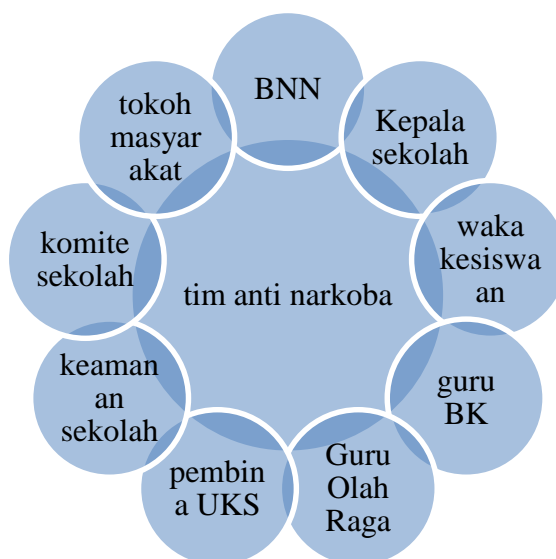 BNN
Kepala
sekolah
waka
kesiswa
an
guru
BK
Guru
Olah
Raga
pembin
a UKS
keaman
an
sekolah
komite
sekolah
tokoh
masyar
akat
tim anti narkoba